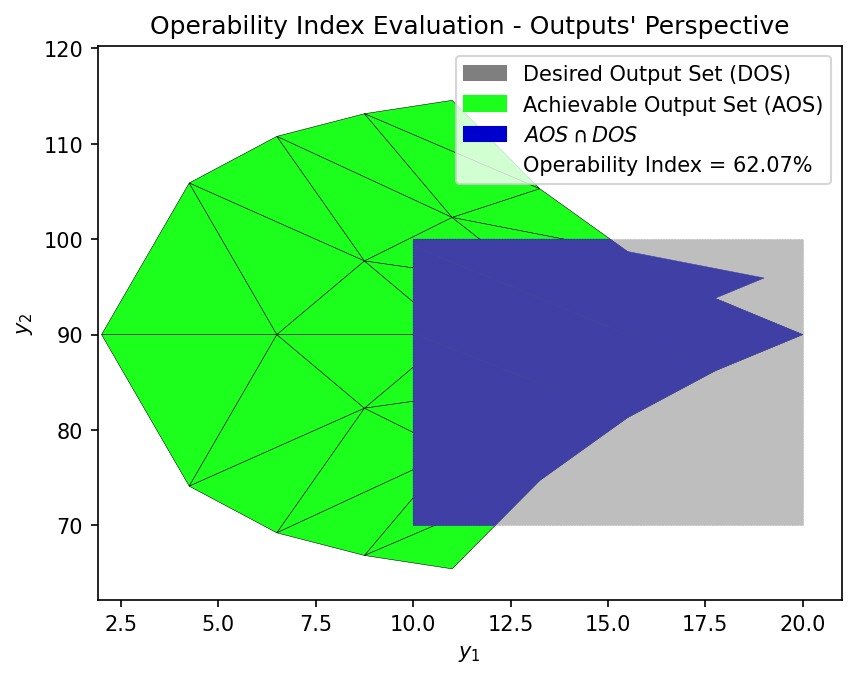 Operability Index Evaluation - Outputs' Perspective
Desired Output Set (DOS)
Achievable Output Set (AOS)
AOS ∩ DOS
Operability Index = 62.07%
120
110
100
90
80
70
y₂
2.5 5.0 7.5 10.0 12.5 15.0 17.5 20.0
y₁